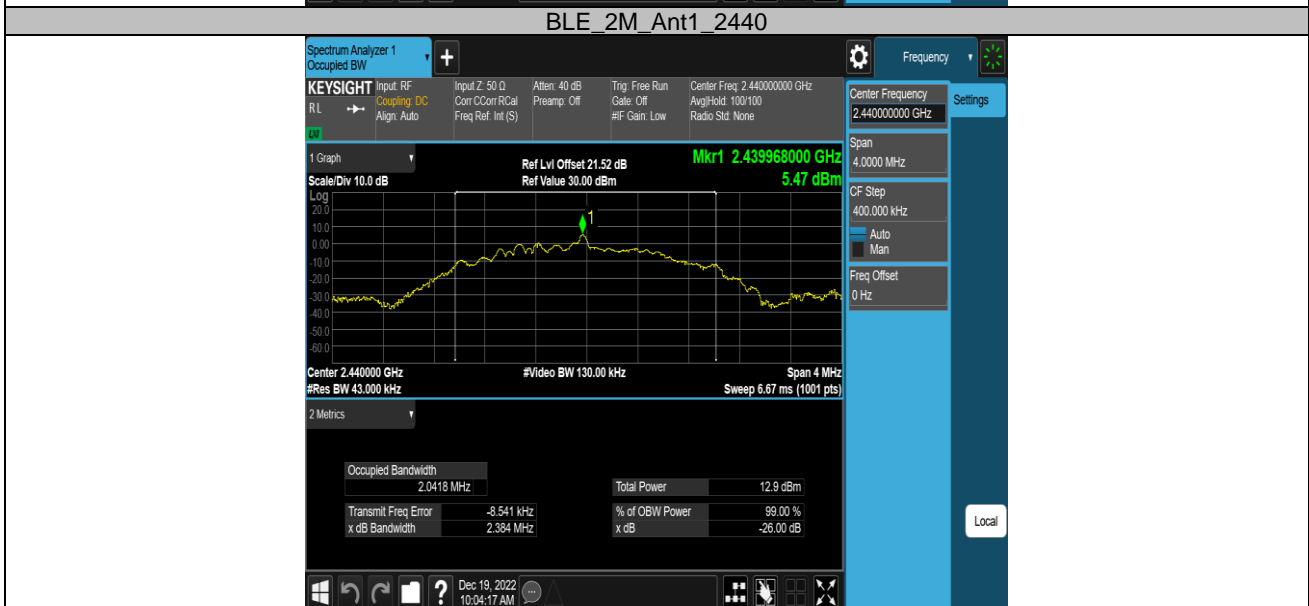 BLE_2M_Ant1_2440
Spectrum Analyzer 1
Occupied BW
+
Frequency
KEYSIGHT
RL
Input: RF
Coupling: DC
Align: Auto
Input Z: 50 Ω
Corr CCorr RCal
Freq Ref: Int (S)
Atten: 40 dB
Preamp: Off
Trig: Free Run
Gate: Off
#IF Gain: Low
Center Freq: 2.440000000 GHz
Avg|Hold: 100/100
Radio Std: None
LXI
Center Frequency
2.440000000 GHz
Settings
Span
4.0000 MHz
CF Step
400.000 kHz
Auto
Man
Freq Offset
0 Hz
Local
1 Graph
Ref Lvl Offset 21.52 dB
Mkr1 2.439968000 GHz
Scale/Div 10.0 dB
Ref Value 30.00 dBm
5.47 dBm
Log
20.0
10.0
0.00
-10.0
-20.0
-30.0
-40.0
-50.0
-60.0
1
Center 2.440000 GHz
#Video BW 130.00 kHz
Span 4 MHz
#Res BW 43.000 kHz
Sweep 6.67 ms (1001 pts)
2 Metrics
Occupied Bandwidth
2.0418 MHz
Total Power 12.9 dBm
Transmit Freq Error -8.541 kHz
% of OBW Power 99.00 %
x dB Bandwidth 2.384 MHz
x dB -26.00 dB
?
Dec 19, 2022
10:04:17 AM